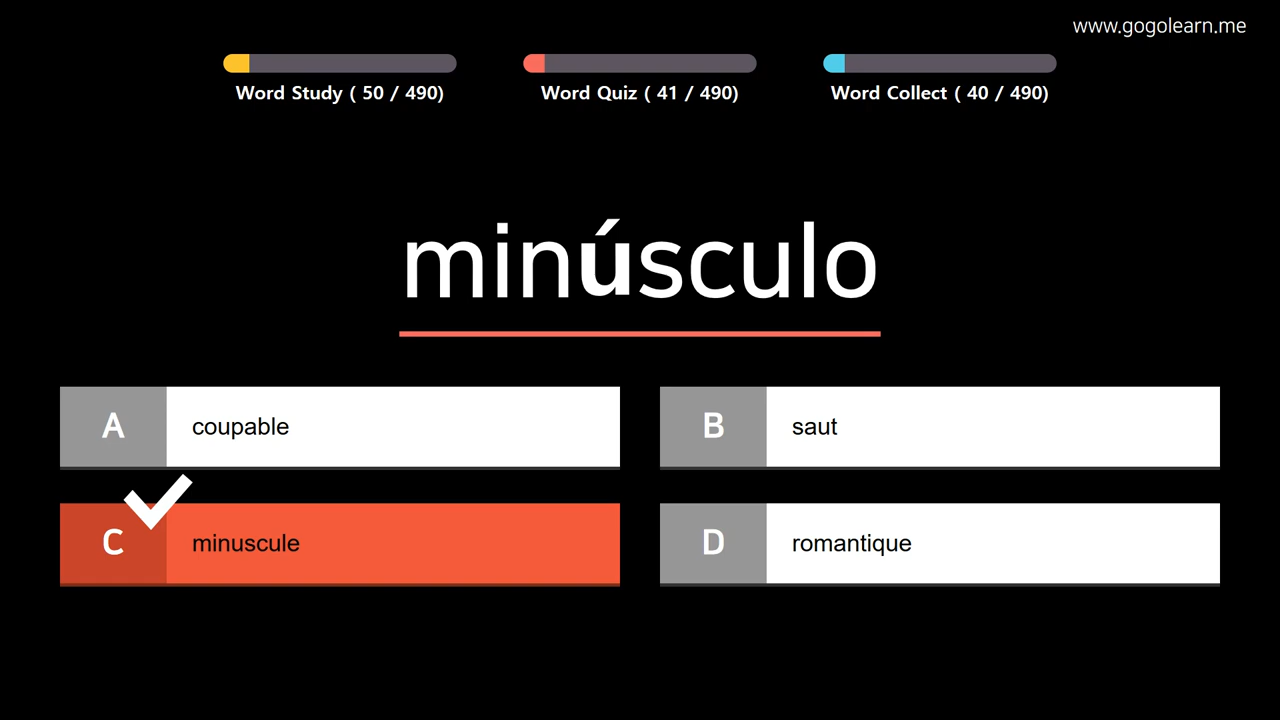 www.gogolearn.me
Word Study ( 50 / 490)
Word Quiz ( 41 / 490)
Word Collect ( 40 / 490)
minúsculo
A coupable
B saut
C minuscule
D romantique